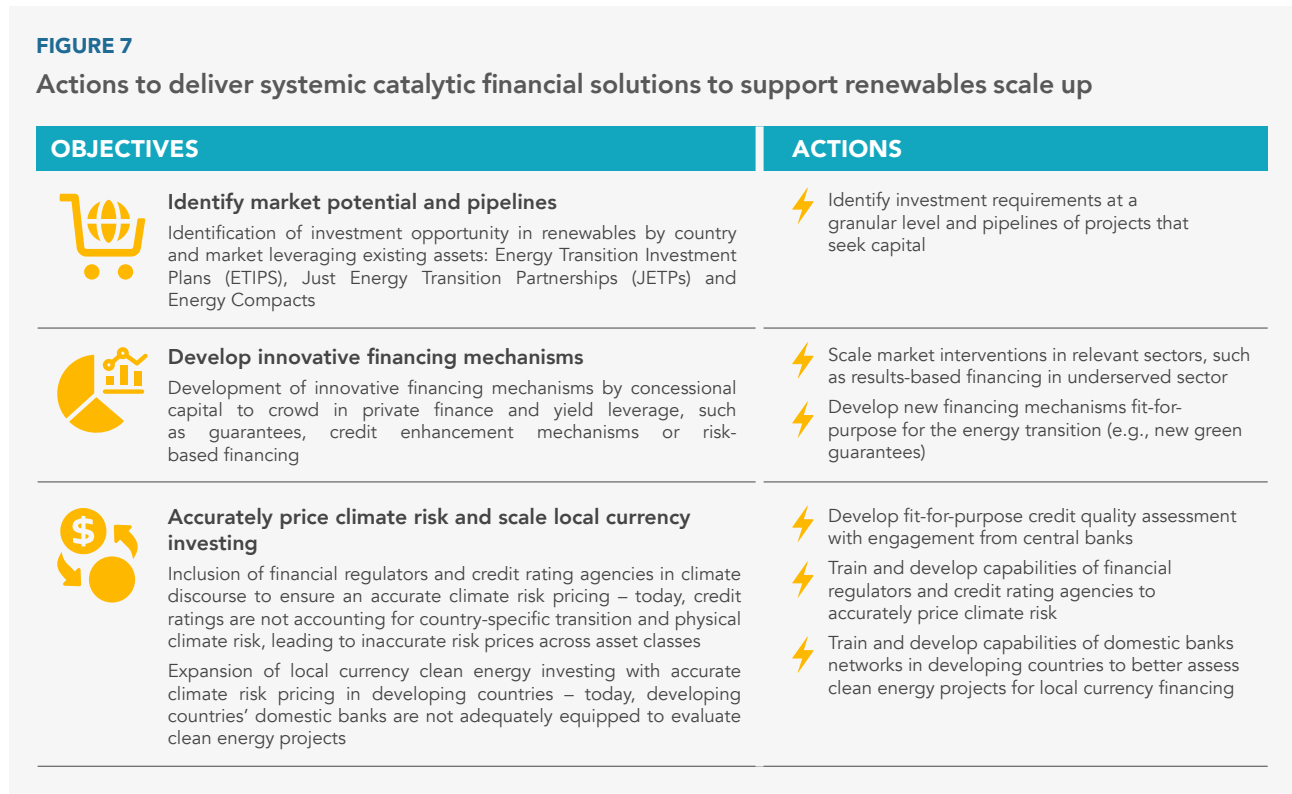 FIGURE 7
Actions to deliver systemic catalytic financial solutions to support renewables scale up
OBJECTIVES
ACTIONS
Identify market potential and pipelines
Identification of investment opportunity in renewables by country
and market leveraging existing assets: Energy Transition Investment
Plans (ETIPS), Just Energy Transition Partnerships (JETPs) and
Energy Compacts
Identify investment requirements at a
granular level and pipelines of projects that
seek capital
Develop innovative financing mechanisms
Development of innovative financing mechanisms by concessional
capital to crowd in private finance and yield leverage, such
as guarantees, credit enhancement mechanisms or risk-
based financing
Scale market interventions in relevant sectors, such
as results-based financing in underserved sector
Develop new financing mechanisms fit-for-
purpose for the energy transition (e.g., new green
guarantees)
$
Accurately price climate risk and scale local currency
investing
Inclusion of financial regulators and credit rating agencies in climate
discourse to ensure an accurate climate risk pricing – today, credit
ratings are not accounting for country-specific transition and physical
climate risk, leading to inaccurate risk prices across asset classes
Expansion of local currency clean energy investing with accurate
climate risk pricing in developing countries – today, developing
countries’ domestic banks are not adequately equipped to evaluate
clean energy projects
Develop fit-for-purpose credit quality assessment
with engagement from central banks
Train and develop capabilities of financial
regulators and credit rating agencies to
accurately price climate risk
Train and develop capabilities of domestic banks
networks in developing countries to better assess
clean energy projects for local currency financing